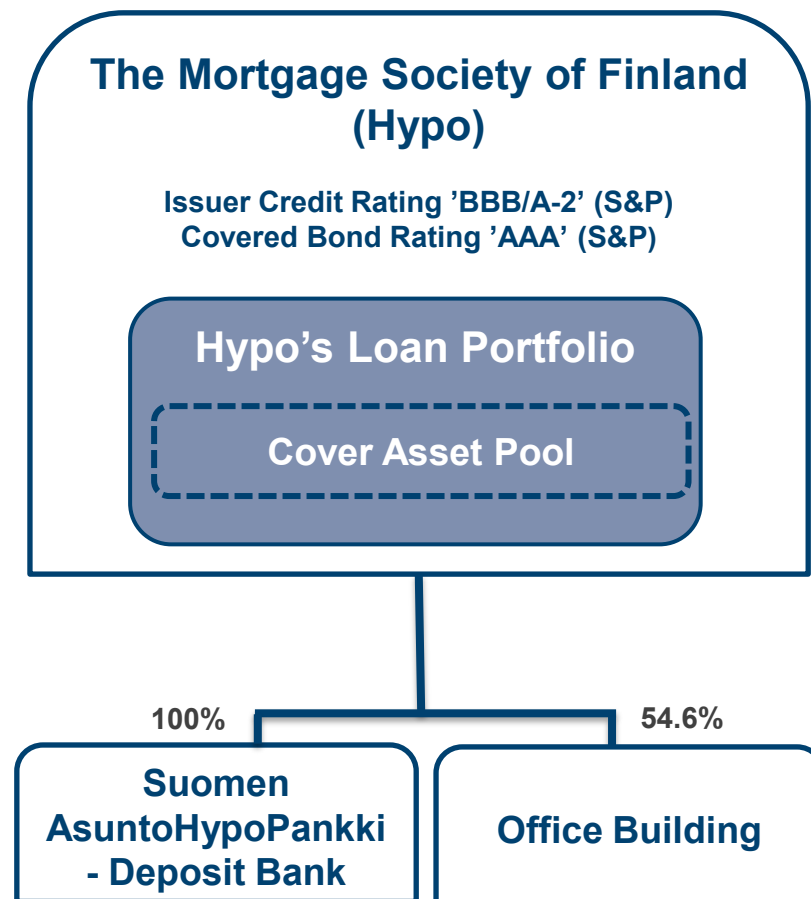 The Mortgage Society of Finland
(Hypo)
Issuer Credit Rating ’BBB/A-2’ (S&P)
Covered Bond Rating ’AAA’ (S&P)
Hypo’s Loan Portfolio
Cover Asset Pool
100%
54.6%
Suomen
AsuntoHypoPankki
- Deposit Bank
Office Building